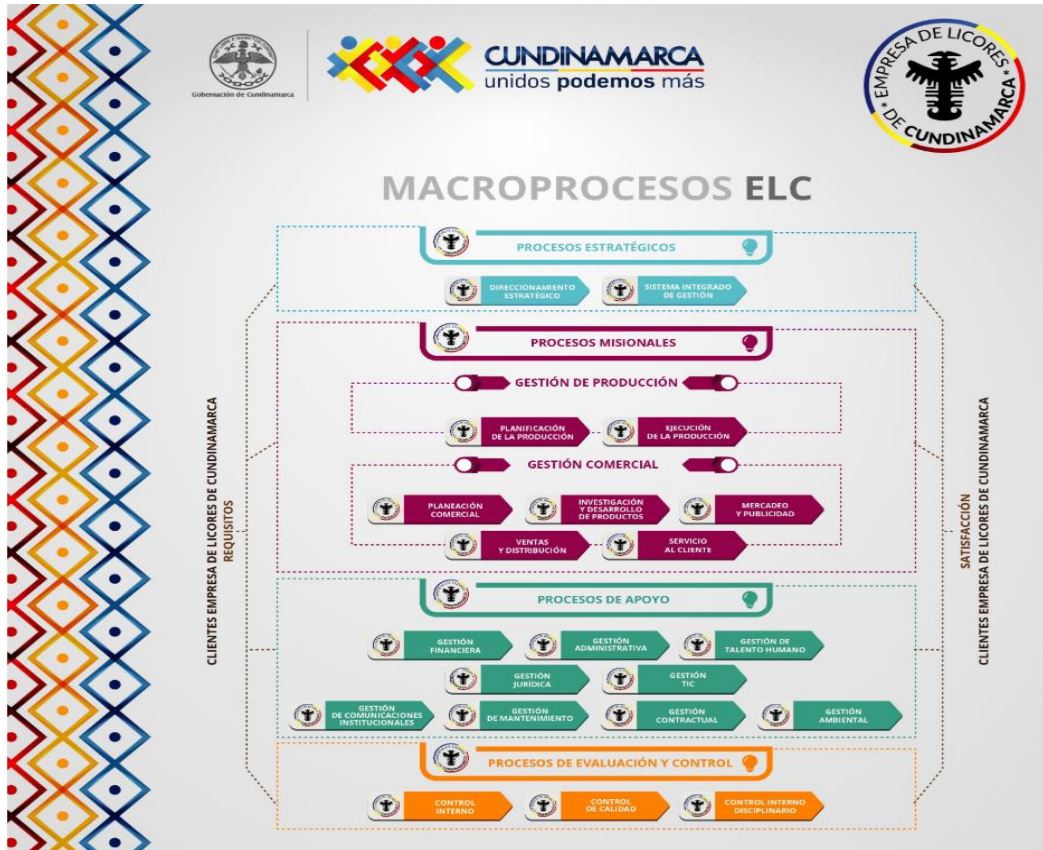 Gobernación de Cundinamarca
CUNDINAMARCA
unidos podemos más
* EMPRESA DE LICORES *
DE CUNDINAMARCA
MACROPROCESOS ELC
PROCESOS ESTRATÉGICOS
DIRECCIONAMIENTO
ESTRATÉGICO
SISTEMA INTEGRADO
DE GESTIÓN
PROCESOS MISIONALES
GESTIÓN DE PRODUCCIÓN
PLANIFICACIÓN
DE LA PRODUCCIÓN
EJECUCIÓN
DE LA PRODUCCIÓN
GESTIÓN COMERCIAL
PLANEACIÓN
COMERCIAL
INVESTIGACIÓN
Y DESARROLLO
DE PRODUCTOS
MERCADEO
Y PUBLICIDAD
VENTAS
Y DISTRIBUCIÓN
SERVICIO
AL CLIENTE
PROCESOS DE APOYO
GESTIÓN
FINANCIERA
GESTIÓN
ADMINISTRATIVA
GESTIÓN DE
TALENTO HUMANO
GESTIÓN
JURÍDICA
GESTIÓN
TIC
GESTIÓN
DE COMUNICACIONES
INSTITUCIONALES
GESTIÓN
DE MANTENIMIENTO
GESTIÓN
CONTRACTUAL
GESTIÓN
AMBIENTAL
PROCESOS DE EVALUACIÓN Y CONTROL
CONTROL
INTERNO
CONTROL
DE CALIDAD
CONTROL INTERNO
DISCIPLINARIO
CLIENTES EMPRESA DE LICORES DE CUNDINAMARCA
REQUISITOS
SATISFACCIÓN
CLIENTES EMPRESA DE LICORES DE CUNDINAMARCA